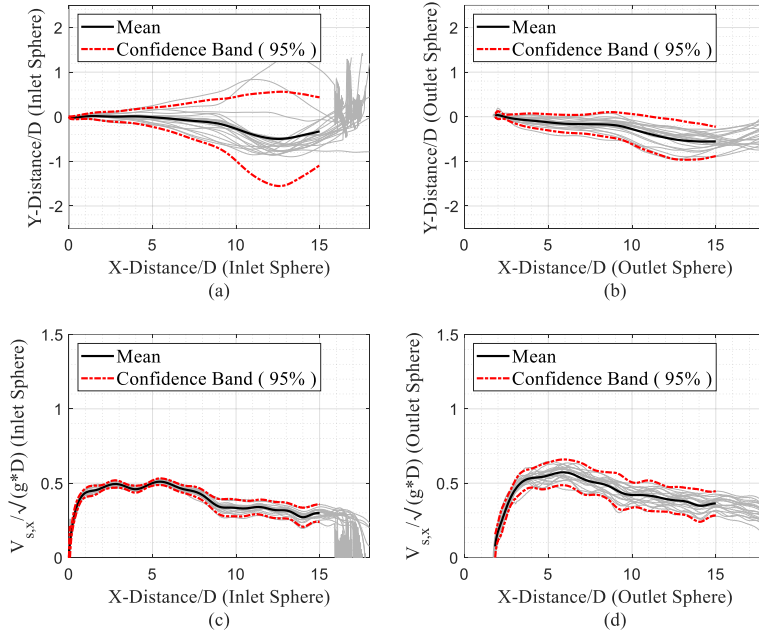 2
1
0
-1
-2
Y-Distance/D (Inlet Sphere)
Mean
Confidence Band ( 95% )
0
5
10
15
X-Distance/D (Inlet Sphere)
(a)
2
1
0
-1
-2
Y-Distance/D (Outlet Sphere)
Mean
Confidence Band ( 95% )
0
5
10
15
X-Distance/D (Outlet Sphere)
(b)
1.5
1
0.5
0
V_{s,x}/√(g*D) (Inlet Sphere)
Mean
Confidence Band ( 95% )
0
5
10
15
X-Distance/D (Inlet Sphere)
(c)
1.5
1
0.5
0
V_{s,x}/√(g*D) (Outlet Sphere)
Mean
Confidence Band ( 95% )
0
5
10
15
X-Distance/D (Outlet Sphere)
(d)